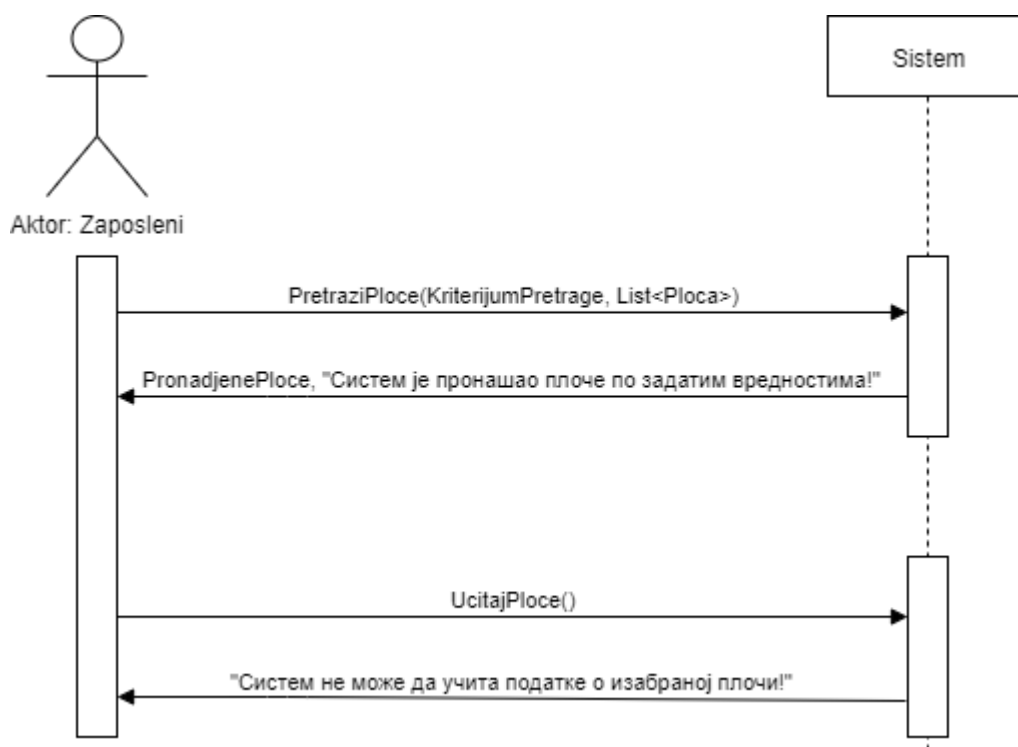 Sistem
Aktor: Zaposleni
PretraziPloce(KriterijumPretrage, List<Ploca>)
PronadjenePloce, "Систем је пронашао плоче по задатим вредностима!"
UcitajPloce()
"Систем не може да учита податке о изабраној плочи!"